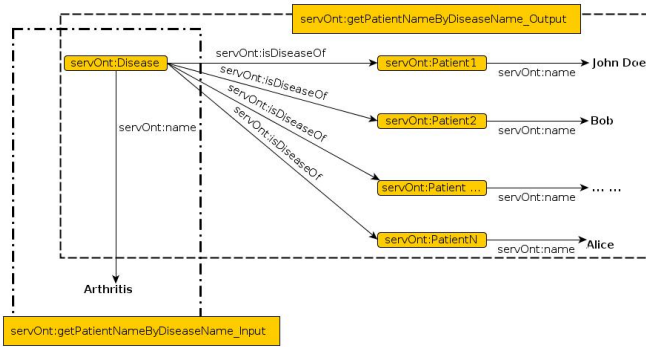 servOnt:getPatientNameByDiseaseName_Output
servOnt:Disease
servOnt:isDiseaseOf
servOnt:Patient1
servOnt:name
John Doe
servOnt:isDiseaseOf
servOnt:Patient2
servOnt:name
Bob
servOnt:isDiseaseOf
servOnt:Patient ...
servOnt:name
... ...
servOnt:isDiseaseOf
servOnt:PatientN
servOnt:name
Alice
servOnt:name
Arthritis
servOnt:getPatientNameByDiseaseName_Input